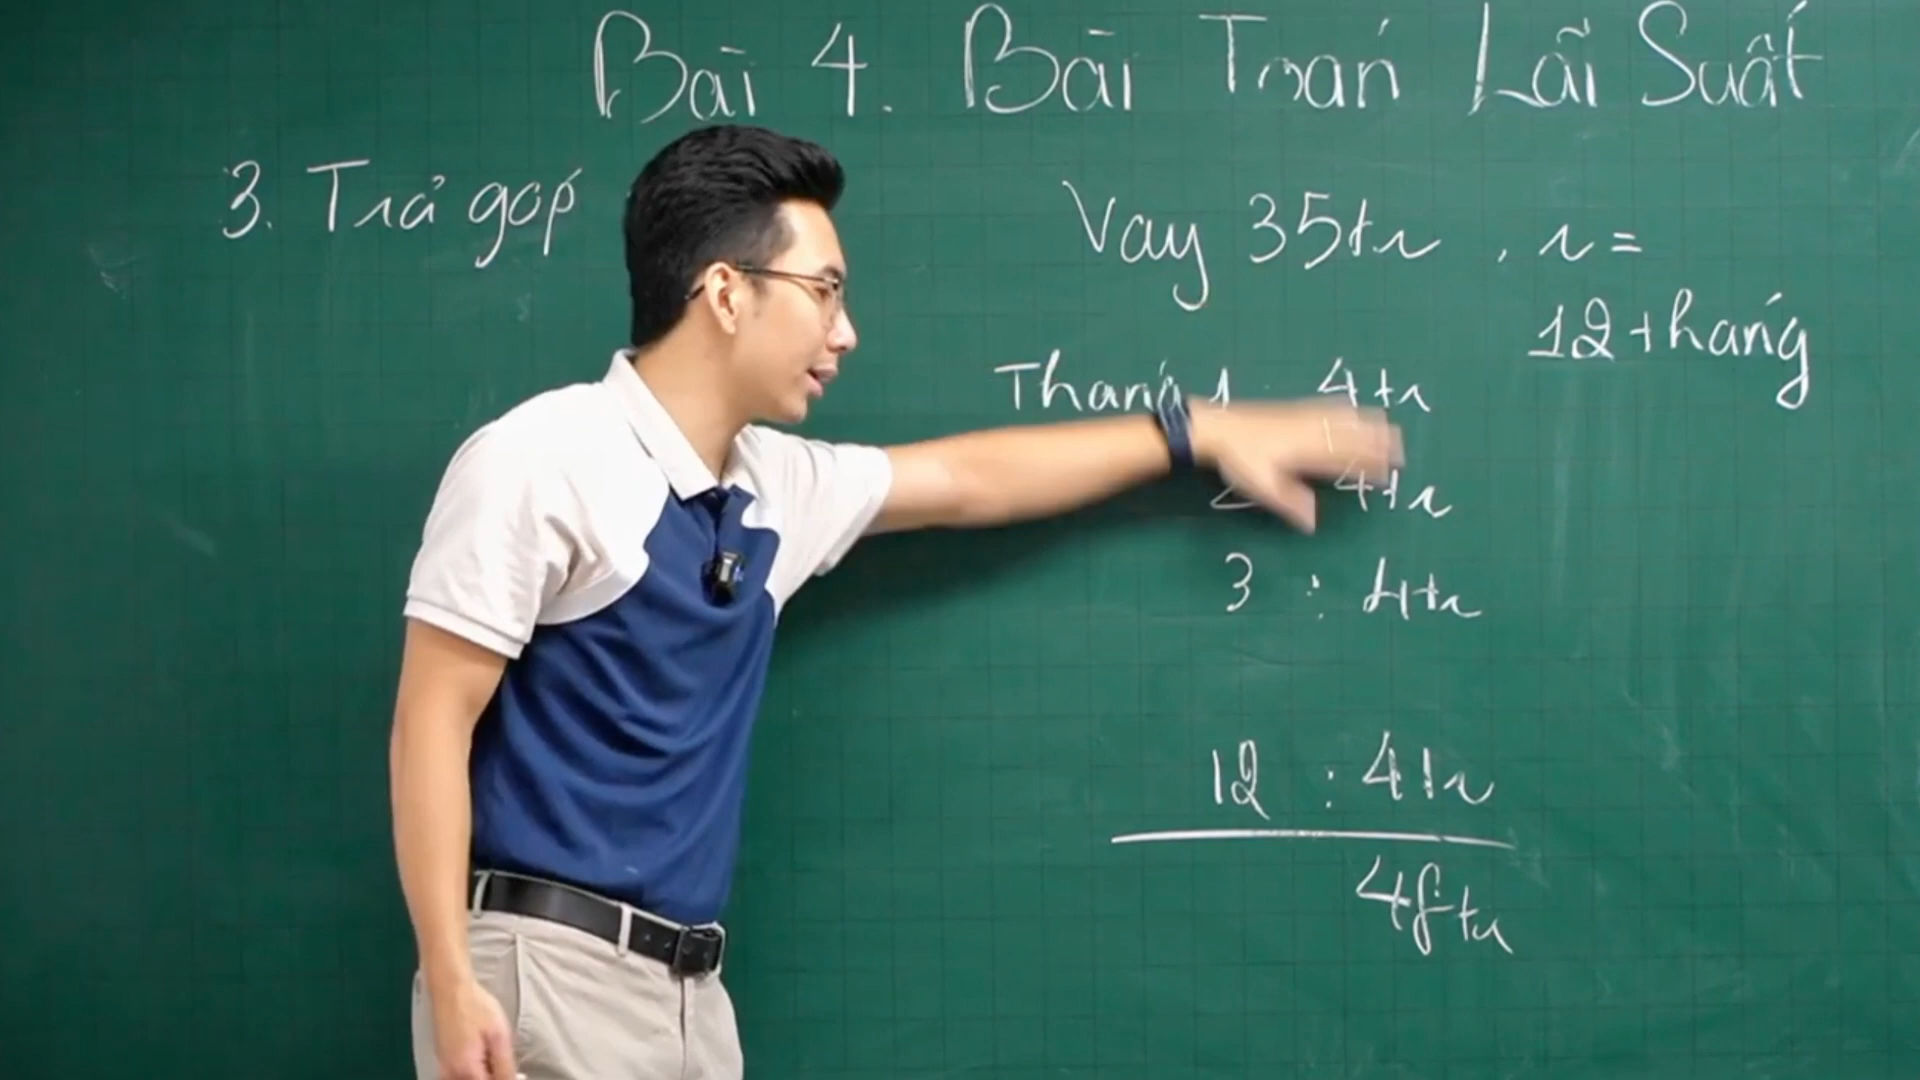 Bài 4. Bài Toán Lãi Suất
3. Trả góp
Vay 35tr , r =
12 tháng
Tháng 1 4tr
2 4tr
3 : 4tr
12 : 4tr
48tr